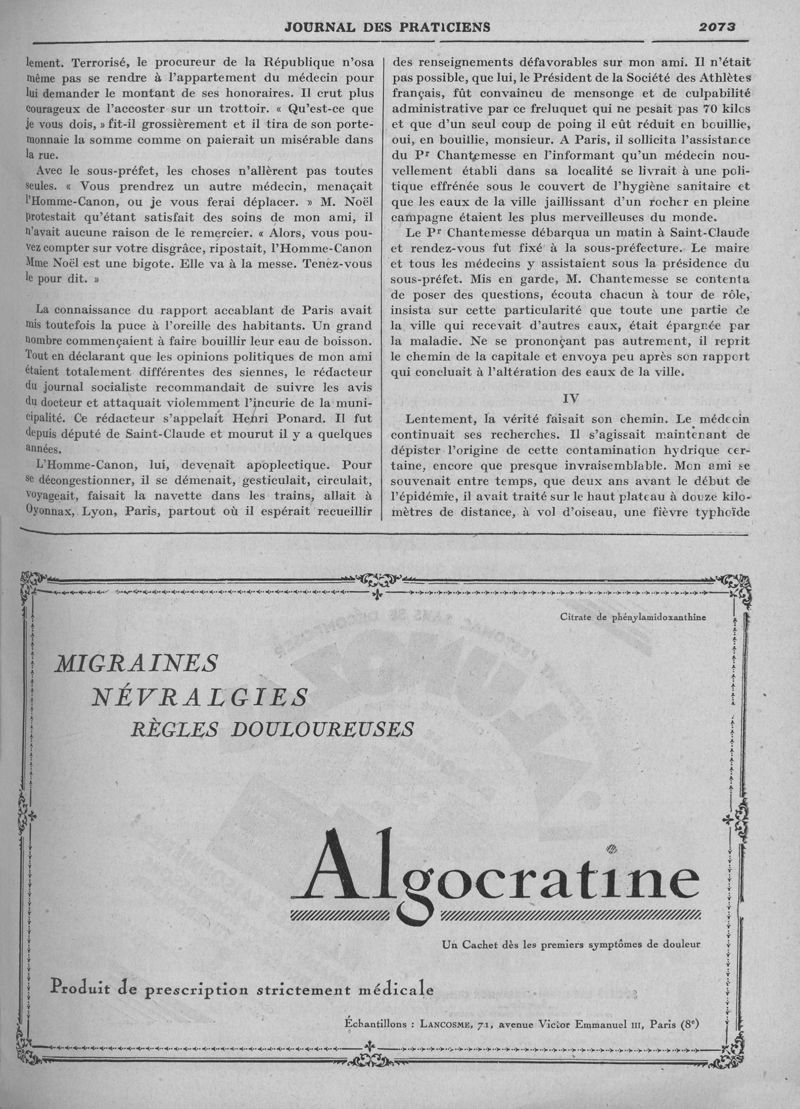 JOURNAL DES PRATICIENS
2073
lement. Terrorisé, le procureur de la République n'osa
même pas se rendre à l'appartement du médecin pour
lui demander le montant de ses honoraires. Il crut plus
courageux de l'accoster sur un trottoir. « Qu'est-ce que
je vous dois, » fit-il grossièrement et il tira de son porte-
monnaie la somme comme on paierait un misérable dans
la rue.
Avec le sous-préfet, les choses n'allèrent pas toutes
seules. « Vous prendrez un autre médecin, menaçait
l'Homme-Canon, ou je vous ferai déplacer. » M. Noël
protestait qu'étant satisfait des soins de mon ami, il
n'avait aucune raison de le remercier. « Alors, vous pou-
vez compter sur votre disgrâce, ripostait, l'Homme-Canon
Mme Noël est une bigote. Elle va à la messe. Tenez-vous
le pour dit. »
La connaissance du rapport accablant de Paris avait
mis toutefois la puce à l'oreille des habitants. Un grand
nombre commençaient à faire bouillir leur eau de boisson.
Tout en déclarant que les opinions politiques de mon ami
étaient totalement différentes des siennes, le rédacteur
du journal socialiste recommandait de suivre les avis
du docteur et attaquait violemment l'incurie de la muni-
cipalité. Ce rédacteur s'appelait Henri Ponard. Il fut
depuis député de Saint-Claude et mourut il y a quelques
années.
L'Homme-Canon, lui, devenait apoplectique. Pour
se décongestionner, il se démenait, gesticulait, circulait,
voyageait, faisait la navette dans les trains, allait à
Oyonnax, Lyon, Paris, partout où il espérait recueillir
des renseignements défavorables sur mon ami. Il n'était
pas possible, que lui, le Président de la Société des Athlètes
français, fût convaincu de mensonge et de culpabilité
administrative par ce freluquet qui ne pesait pas 70 kilos
et que d'un seul coup de poing il eût réduit en bouillie,
oui, en bouillie, monsieur. A Paris, il sollicita l'assistance
du Pr Chantemesse en l'informant qu'un médecin nou-
vellement établi dans sa localité se livrait à une poli-
tique effrénée sous le couvert de l'hygiène sanitaire et
que les eaux de la ville jaillissant d'un rocher en pleine
campagne étaient les plus merveilleuses du monde.
Le Pr Chantemesse débarqua un matin à Saint-Claude
et rendez-vous fut fixé à la sous-préfecture. Le maire
et tous les médecins y assistaient sous la présidence du
sous-préfet. Mis en garde, M. Chantemesse se contenta
de poser des questions, écouta chacun à tour de rôle,
insista sur cette particularité que toute une partie de
la ville qui recevait d'autres eaux, était épargnée par
la maladie. Ne se prononçant pas autrement, il reprit
le chemin de la capitale et envoya peu après son rapport
qui concluait à l'altération des eaux de la ville.
IV
Lentement, la vérité faisait son chemin. Le médecin
continuait ses recherches. Il s'agissait maintenant de
dépister l'origine de cette contamination hydrique cer-
taine, encore que presque invraisemblable. Mon ami se
souvenait entre temps, que deux ans avant le début de
l'épidémie, il avait traité sur le haut plateau à douze kilo-
mètres de distance, à vol d'oiseau, une fièvre typhoïde
Citrate de phénylamidoxanthine
MIGRAINES
NÉVRALGIES
RÈGLES DOULOUREUSES
Algocratine
Un Cachet dès les premiers symptômes de douleur
Produit de prescription strictement médicale
Échantillons : LANCOSME, 71, avenue Victor Emmanuel III, Paris (8e)